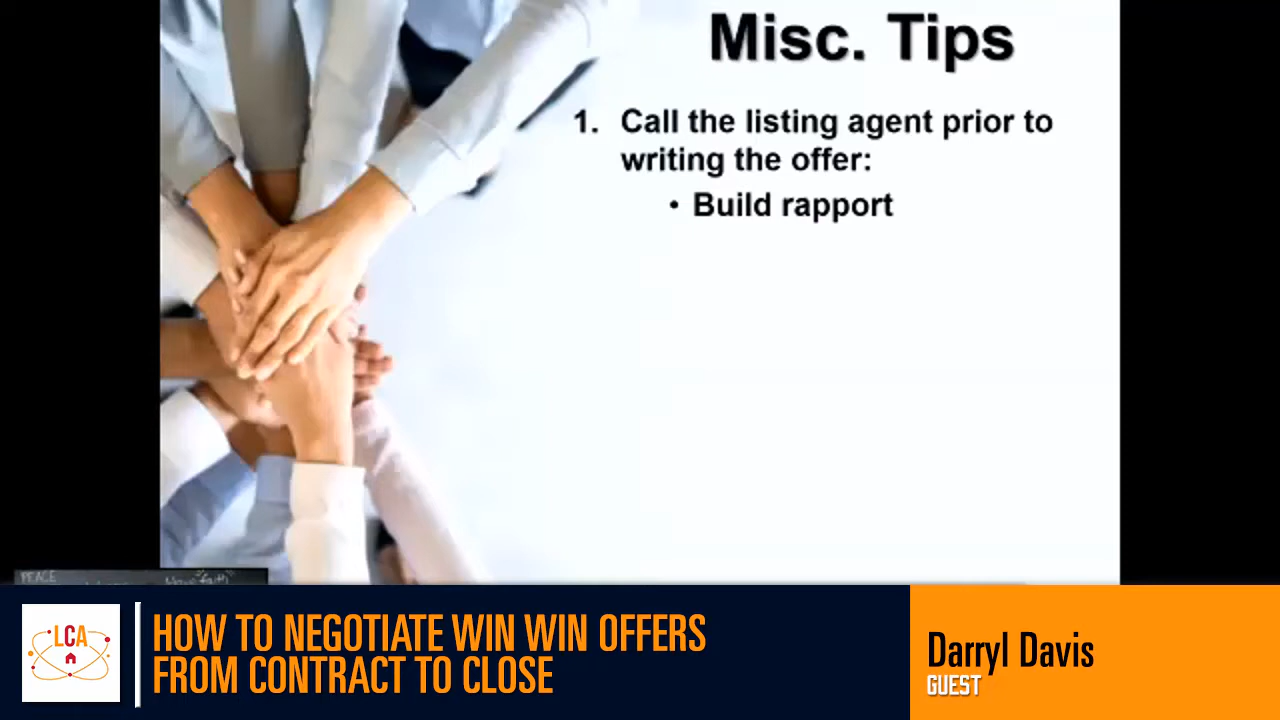 Misc. Tips
1. Call the listing agent prior to
writing the offer:
• Build rapport
PEACE
LCA
HOW TO NEGOTIATE WIN WIN OFFERS
FROM CONTRACT TO CLOSE
Darryl Davis
GUEST